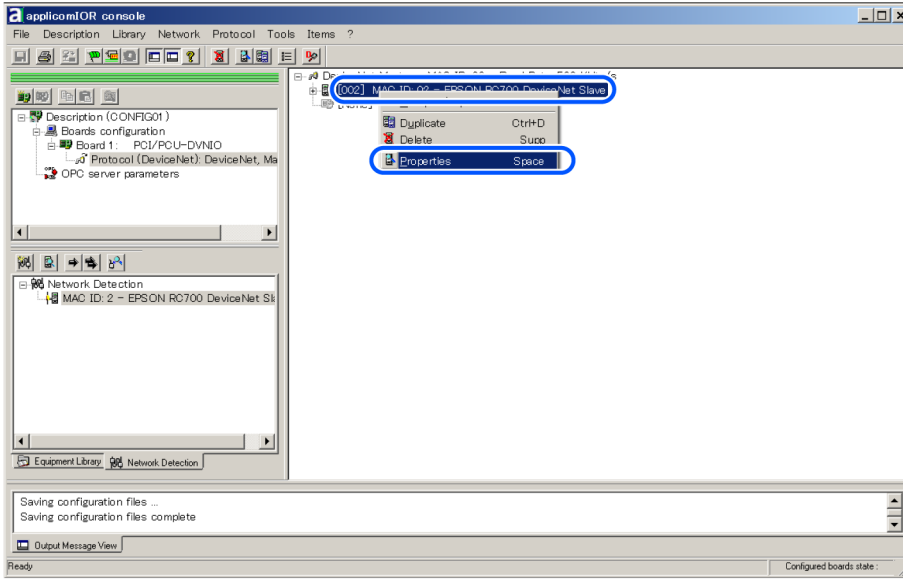 applicomIOR console
File Description Library Network Protocol Tools Items ?
Description (CONFIG01)
Boards configuration
Board 1: PCI/PCU-DVNIO
Protocol (DeviceNet): DeviceNet, Ma
OPC server parameters
[002] MAC ID: 02 - EPSON RC700 DeviceNet Slave
Duplicate Ctrl+D
Delete Supp
Properties Space
Network Detection
MAC ID: 2 - EPSON RC700 DeviceNet Sl
Equipment Library Network Detection
Saving configuration files ...
Saving configuration files complete
Output Message View
Ready Configured boards state :